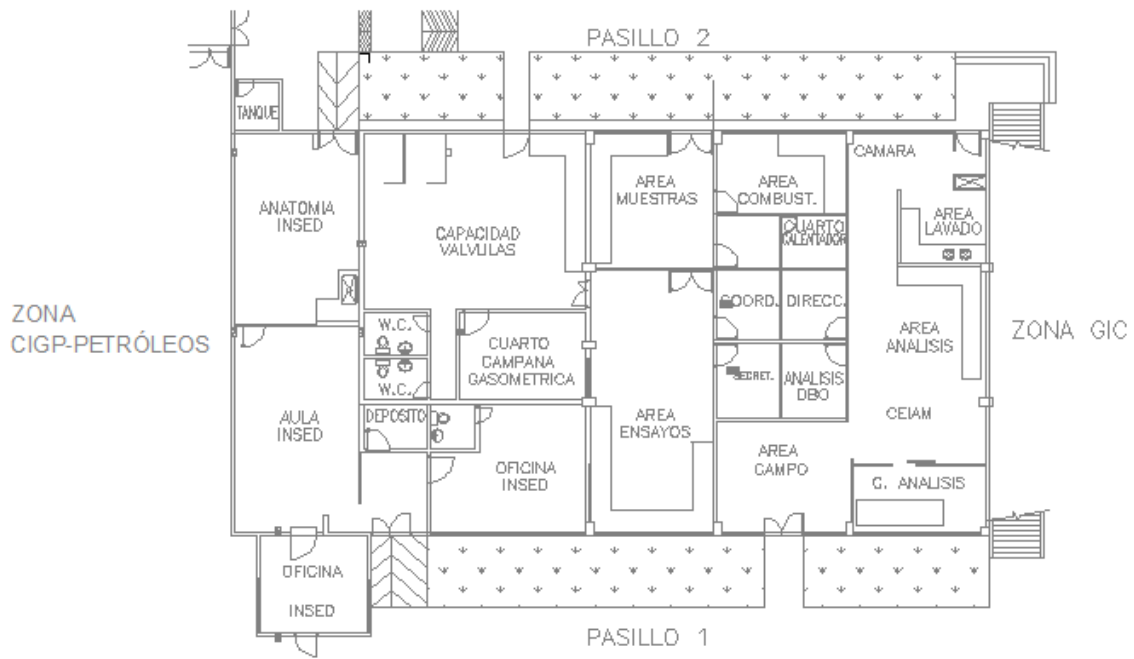 PASILLO 2
TANQUE
CAMARA
ANATOMIA
INSED
AREA
MUESTRAS
AREA
COMBUST.
AREA
LAVADO
CAPACIDAD
VALVULAS
CUARTO
CALENTADOR
ZONA
CIGP-PETRÓLEOS
W.C.
COORD.
DIRECC.
AREA
ANALISIS
ZONA GIC
CUARTO
CAMPANA
GASOMETRICA
W.C.
SECRET.
ANALISIS
DBO
AULA
INSED
DEPOSITO
AREA
ENSAYOS
CEIAM
OFICINA
INSED
AREA
CAMPO
C. ANALISIS
OFICINA
INSED
PASILLO 1